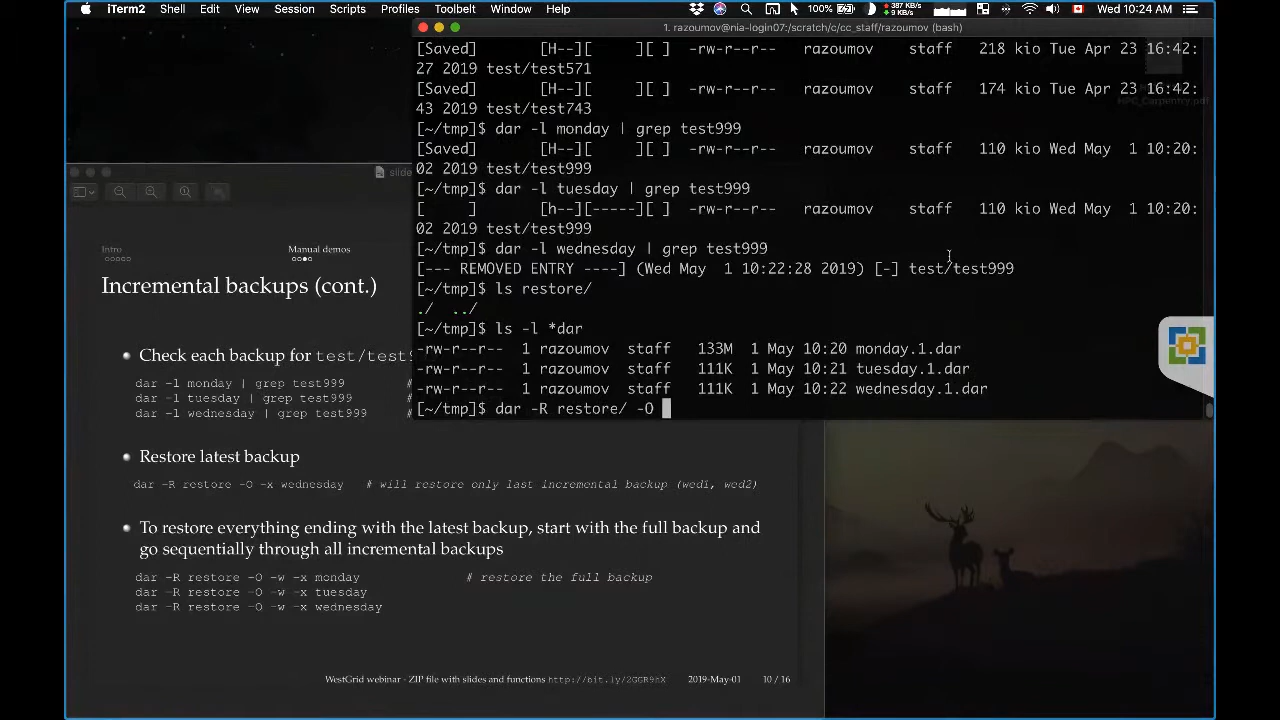 iTerm2 Shell Edit View Session Scripts Profiles Toolbelt Window Help 100% 387 KB/s 9 KB/s Wed 10:24 AM
1. razoumov@nia-login07:/scratch/c/cc_staff/razoumov (bash)
[Saved] [H--][ ][ ] -rw-r--r-- razoumov staff 218 kio Tue Apr 23 16:42:
27 2019 test/test571
[Saved] [H--][ ][ ] -rw-r--r-- razoumov staff 174 kio Tue Apr 23 16:42:
43 2019 test/test743
[~/tmp]$ dar -l monday | grep test999
[Saved] [H--][ ][ ] -rw-r--r-- razoumov staff 110 kio Wed May 1 10:20:
02 2019 test/test999
[~/tmp]$ dar -l tuesday | grep test999
[ ] [h--][-----][ ] -rw-r--r-- razoumov staff 110 kio Wed May 1 10:20:
02 2019 test/test999
[~/tmp]$ dar -l wednesday | grep test999
[--- REMOVED ENTRY ----] (Wed May 1 10:22:28 2019) [-] test/test999
[~/tmp]$ ls restore/
./ ../
[~/tmp]$ ls -l *dar
-rw-r--r-- 1 razoumov staff 133M 1 May 10:20 monday.1.dar
-rw-r--r-- 1 razoumov staff 111K 1 May 10:21 tuesday.1.dar
-rw-r--r-- 1 razoumov staff 111K 1 May 10:22 wednesday.1.dar
[~/tmp]$ dar -R restore/ -O
HPC_Carpentry.pdf
slide
Intro
Manual demos
Incremental backups (cont.)
Check each backup for test/test9
dar -l monday | grep test999 #
dar -l tuesday | grep test999 #
dar -l wednesday | grep test999 #
Restore latest backup
dar -R restore -O -x wednesday # will restore only last incremental backup (wed1, wed2)
To restore everything ending with the latest backup, start with the full backup and
go sequentially through all incremental backups
dar -R restore -O -w -x monday # restore the full backup
dar -R restore -O -w -x tuesday
dar -R restore -O -w -x wednesday
WestGrid webinar - ZIP file with slides and functions http://bit.ly/2GGR9hX 2019-May-01 10 / 16